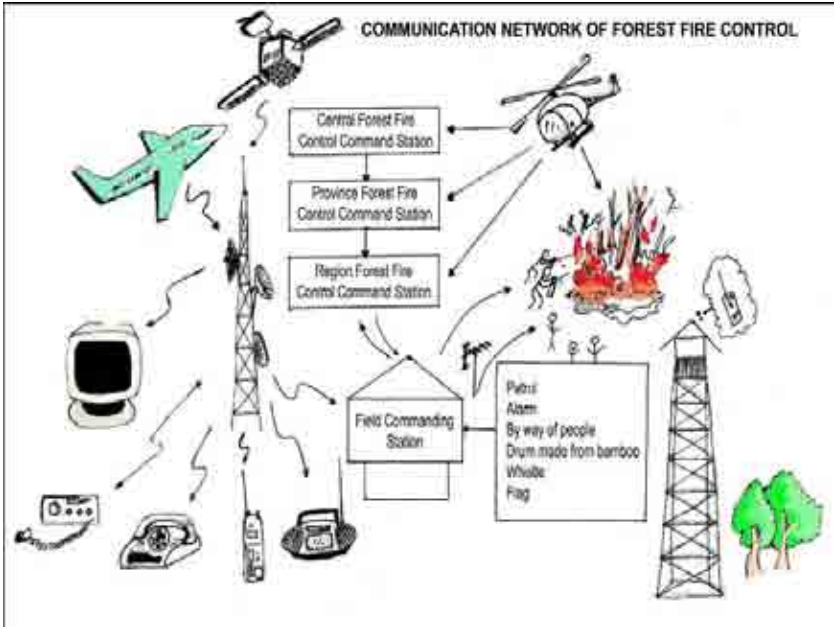 COMMUNICATION NETWORK OF FOREST FIRE CONTROL
Central Forest Fire
Control Command Station
Province Forest Fire
Control Command Station
Region Forest Fire
Control Command Station
Field Commanding
Station
Patrol
Alarm
By way of people
Drum made from bamboo
Whistle
Flag